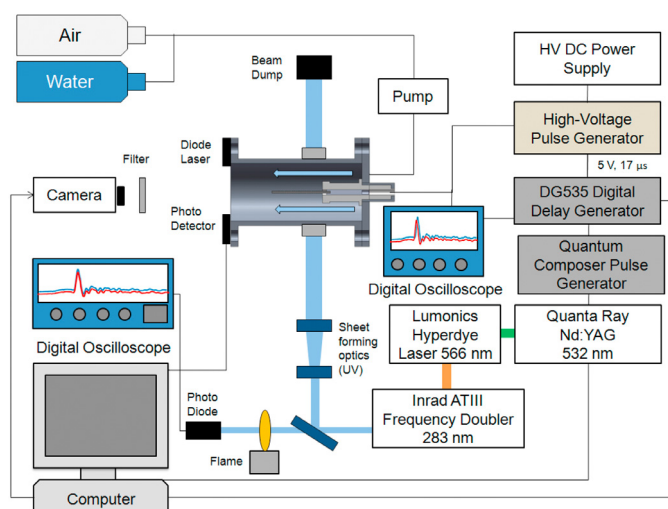 Air
Water
Beam
Dump
Pump
HV DC Power
Supply
High-Voltage
Pulse Generator
5 V, 17 μs
DG535 Digital
Delay Generator
Quantum
Composer Pulse
Generator
Diode
Laser
Filter
Camera
Photo
Detector
Digital Oscilloscope
Digital Oscilloscope
Lumonics
Hyperdye
Laser 566 nm
Quanta Ray
Nd:YAG
532 nm
Sheet
forming
optics
(UV)
Inrad ATIII
Frequency Doubler
283 nm
Photo
Diode
Flame
Computer